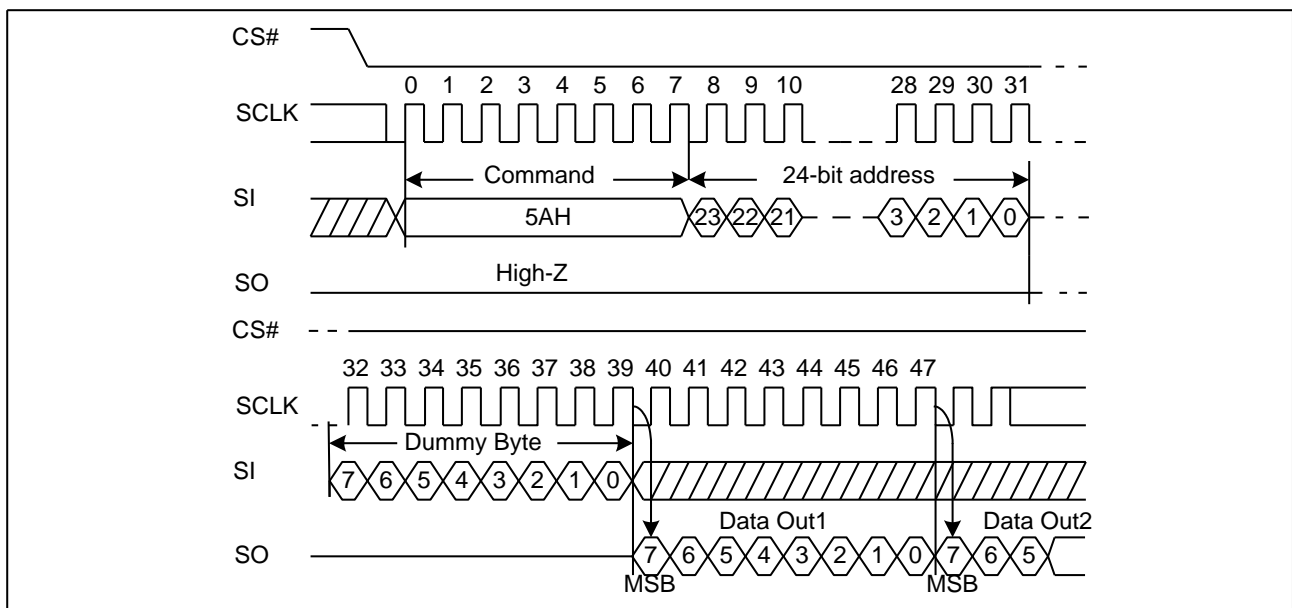 CS#
0 1 2 3 4 5 6 7 8 9 10 28 29 30 31
SCLK
Command 24-bit address
SI
5AH 23 22 21 3 2 1 0
High-Z
SO
CS#
32 33 34 35 36 37 38 39 40 41 42 43 44 45 46 47
SCLK
Dummy Byte
SI
7 6 5 4 3 2 1 0
Data Out1 Data Out2
SO
7 6 5 4 3 2 1 0 7 6 5
MSB MSB